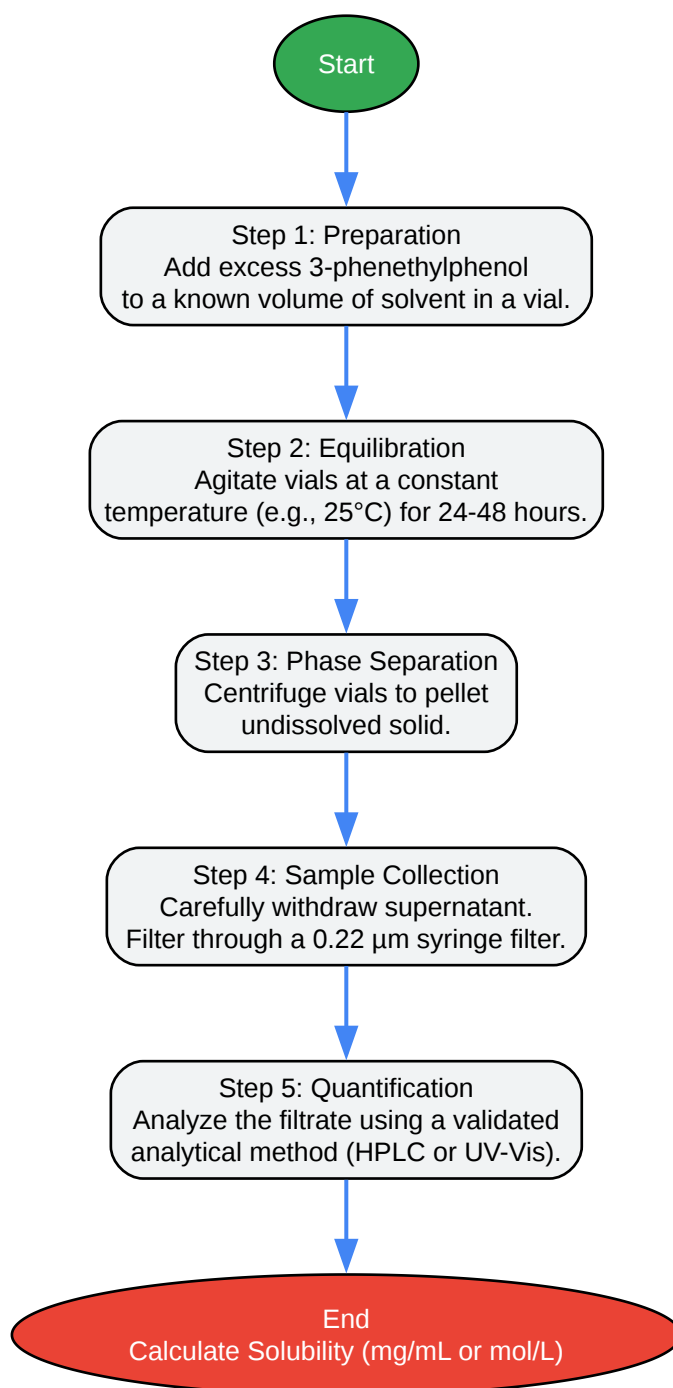 Start
Step 1: Preparation
Add excess 3-phenethylphenol
to a known volume of solvent in a vial.
Step 2: Equilibration
Agitate vials at a constant
temperature (e.g., 25°C) for 24-48 hours.
Step 3: Phase Separation
Centrifuge vials to pellet
undissolved solid.
Step 4: Sample Collection
Carefully withdraw supernatant.
Filter through a 0.22 µm syringe filter.
Step 5: Quantification
Analyze the filtrate using a validated
analytical method (HPLC or UV-Vis).
End
Calculate Solubility (mg/mL or mol/L)